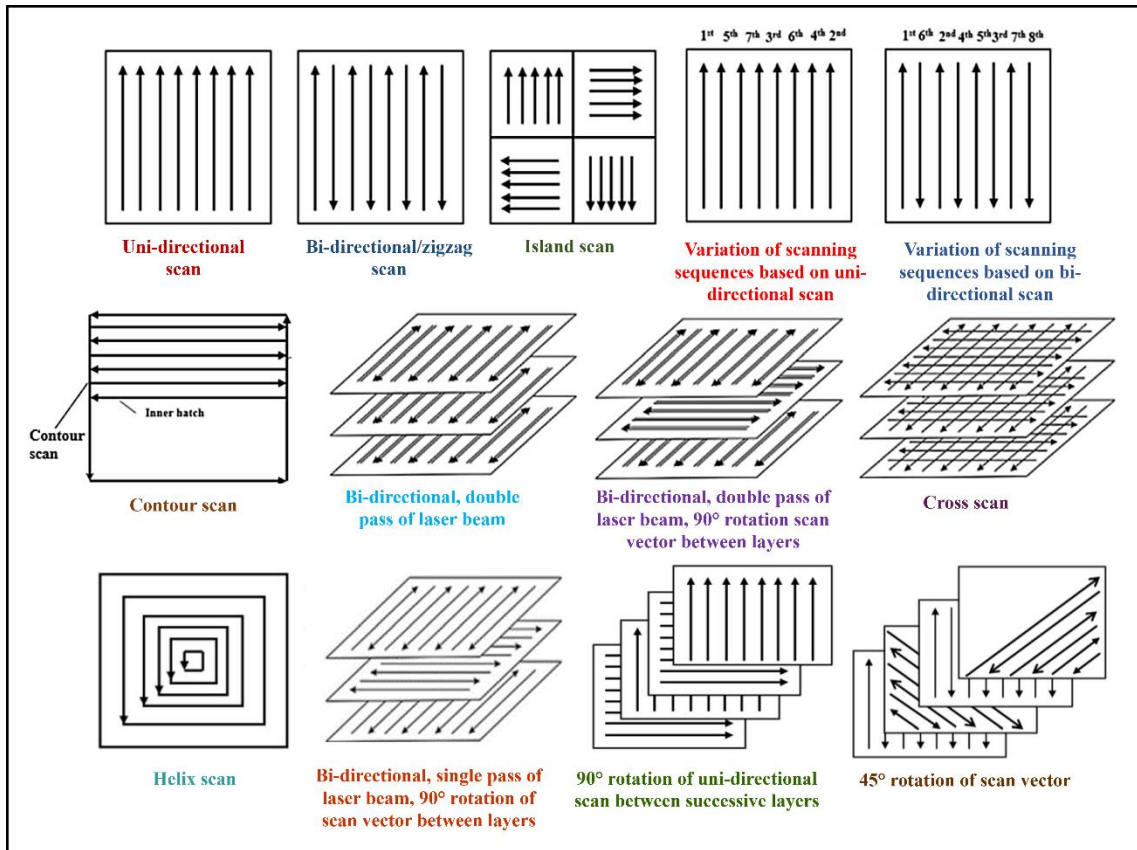 1st 5th 7th 3rd 6th 4th 2nd
1st 6th 2nd 4th 5th 3rd 7th 8th
Uni-directional
scan
Bi-directional/zigzag
scan
Island scan
Variation of scanning
sequences based on uni-
directional scan
Variation of scanning
sequences based on bi-
directional scan
Inner hatch
Contour
scan
Contour scan
Bi-directional, double
pass of laser beam
Bi-directional, double pass of
laser beam, 90° rotation scan
vector between layers
Cross scan
Helix scan
Bi-directional, single pass of
laser beam, 90° rotation of
scan vector between layers
90° rotation of uni-directional
scan between successive layers
45° rotation of scan vector